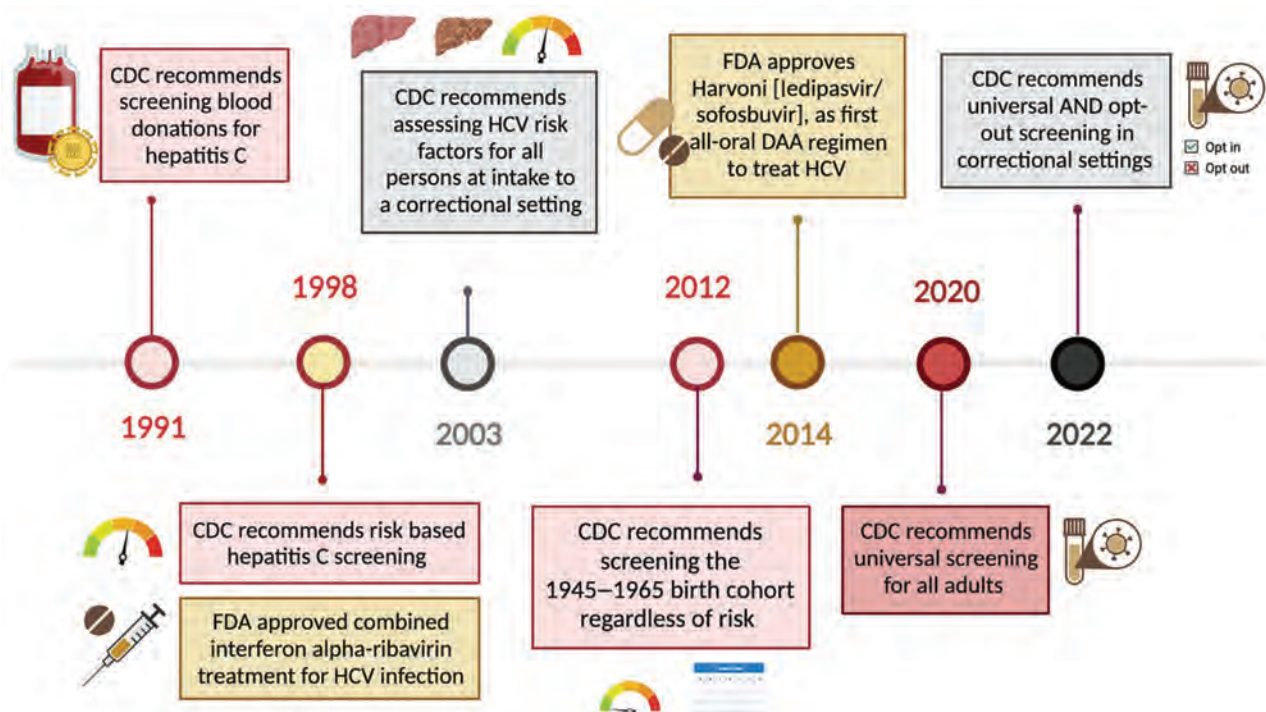 CDC recommends
screening blood
donations for
hepatitis C
CDC recommends
assessing HCV risk
factors for all
persons at intake to
a correctional setting
FDA approves
Harvoni [ledipasvir/
sofosbuvir], as first
all-oral DAA regimen
to treat HCV
CDC recommends
universal AND opt-
out screening in
correctional settings
Opt in
Opt out
1998
2012
2020
1991
2003
2014
2022
CDC recommends risk based
hepatitis C screening
FDA approved combined
interferon alpha-ribavirin
treatment for HCV infection
CDC recommends
screening the
1945–1965 birth cohort
regardless of risk
CDC recommends
universal screening
for all adults